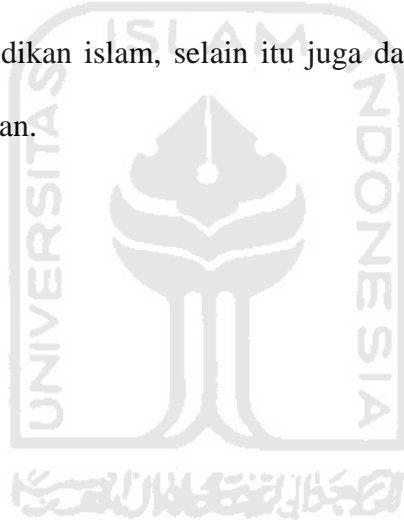 dikan islam, selain itu juga da
an.
ISLAM
UNIVERSITAS
INDONESIA